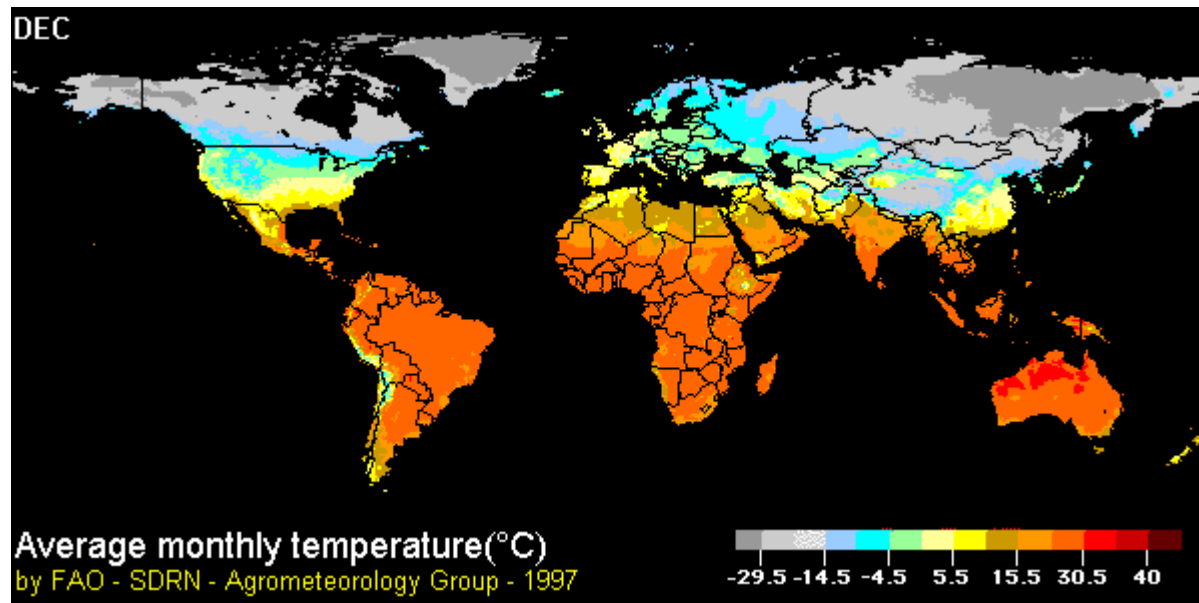 DEC
Average monthly temperature(°C)
by FAO - SDRN - Agrometeorology Group - 1997
-29.5 -14.5 -4.5 5.5 15.5 30.5 40